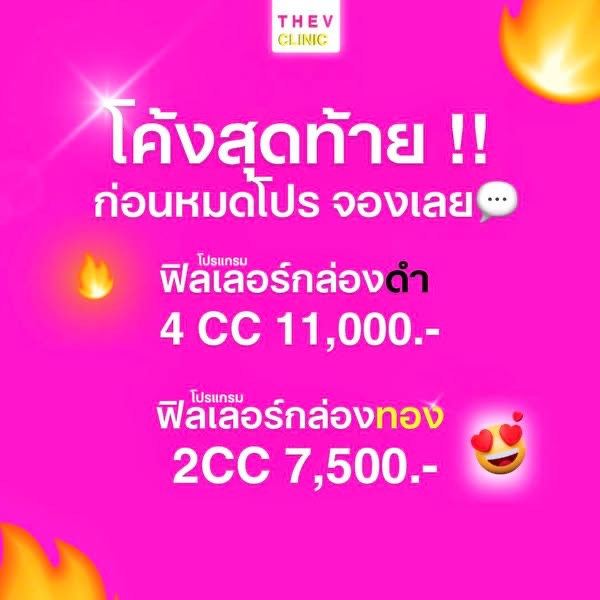 THEV
CLINIC
โค้งสุดท้าย !!
ก่อนหมดโปร จองเลย
โปรแกรม
ฟิลเลอร์กล่องดำ
4 CC 11,000.-
โปรแกรม
ฟิลเลอร์กล่องทอง
2CC 7,500.-